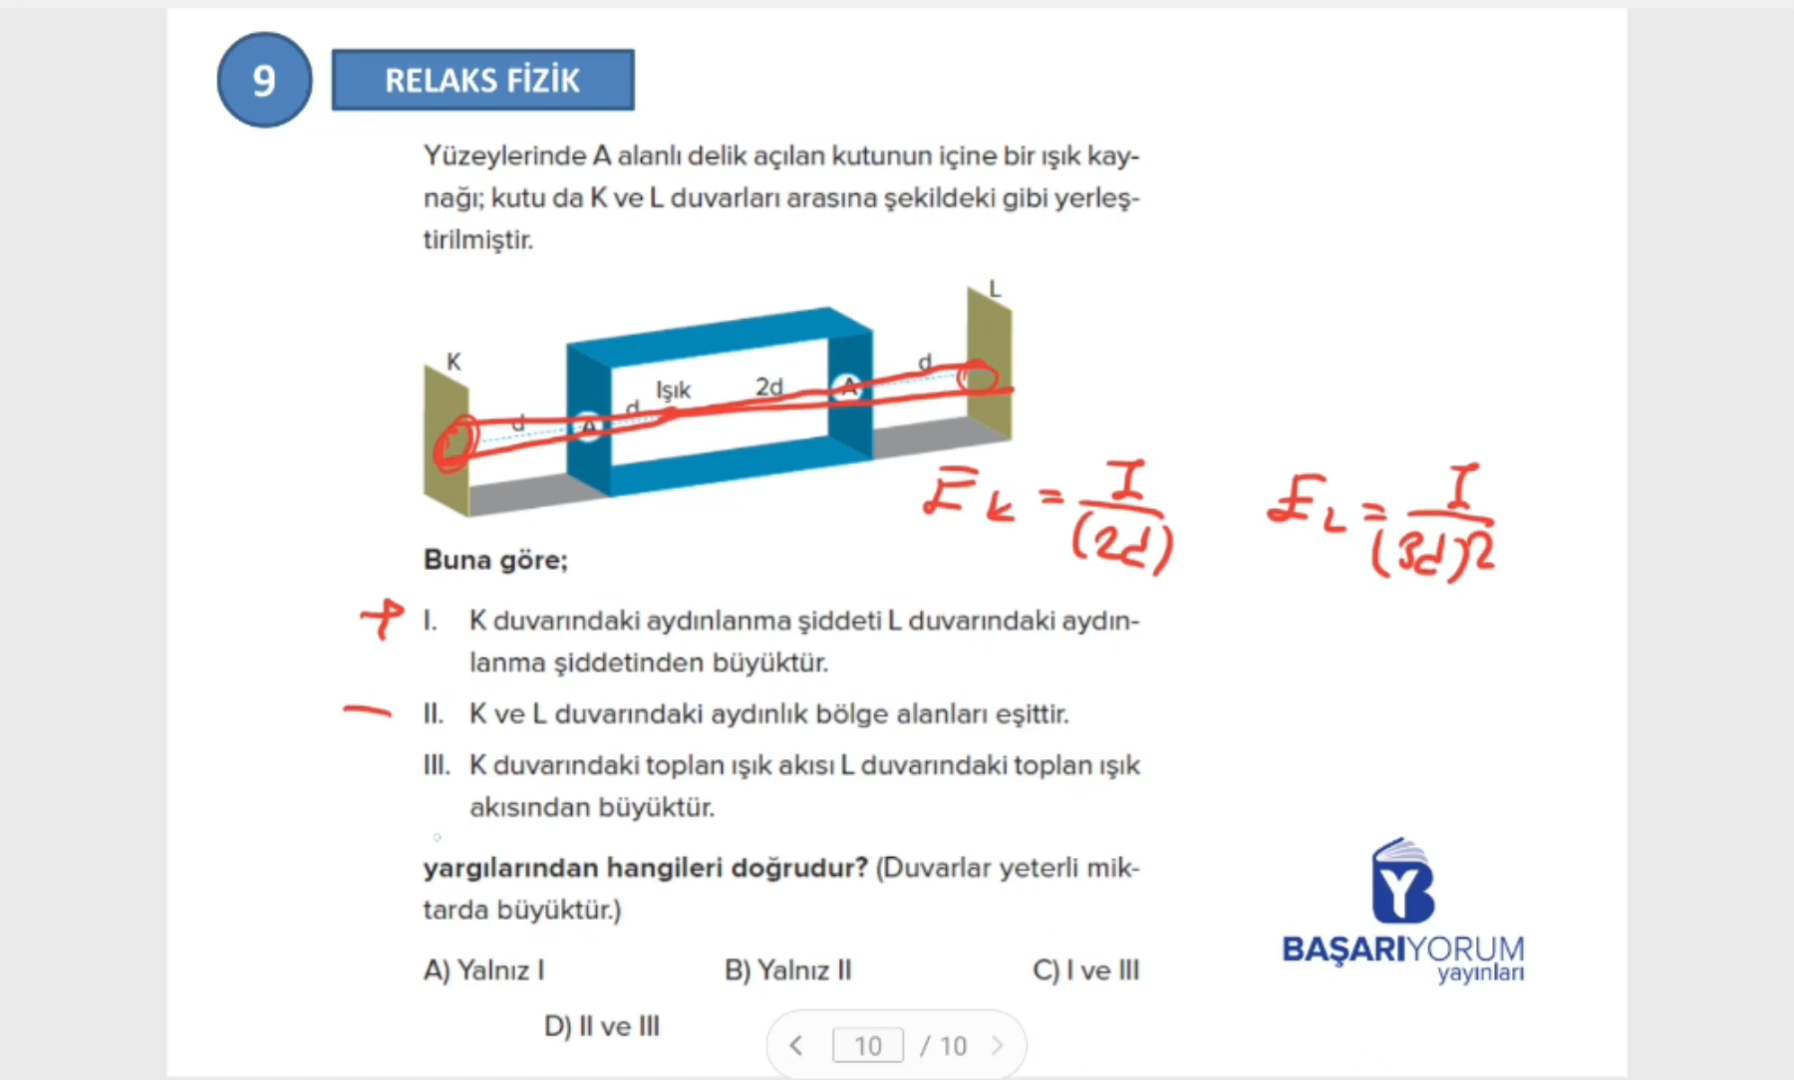 9
RELAKS FİZİK
Yüzeylerinde A alanlı delik açılan kutunun içine bir ışık kay-
nağı; kutu da K ve L duvarları arasına şekildeki gibi yerleş-
tirilmiştir.
L
K
d
Işık
2d
A
d
d
A
E K = I / (2d)
E L = I / (3d)2
Buna göre;
+ I. K duvarındaki aydınlanma şiddeti L duvarındaki aydın-
lanma şiddetinden büyüktür.
– II. K ve L duvarındaki aydınlık bölge alanları eşittir.
III. K duvarındaki toplan ışık akısı L duvarındaki toplan ışık
akısından büyüktür.
yargılarından hangileri doğrudur? (Duvarlar yeterli mik-
tarda büyüktür.)
A) Yalnız I B) Yalnız II C) I ve III
D) II ve III
BAŞARIYORUM
yayınları
< 10 / 10 >